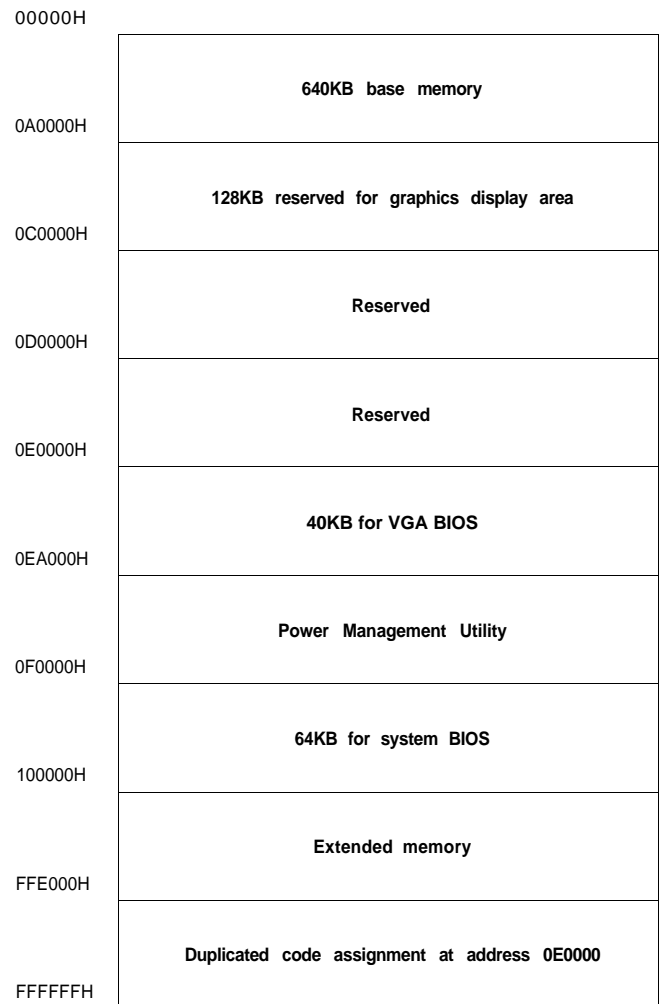 00000H
640KB base memory
0A0000H
128KB reserved for graphics display area
0C0000H
Reserved
0D0000H
Reserved
0E0000H
40KB for VGA BIOS
0EA000H
Power Management Utility
0F0000H
64KB for system BIOS
100000H
Extended memory
FFE000H
Duplicated code assignment at address 0E0000
FFFFFFH